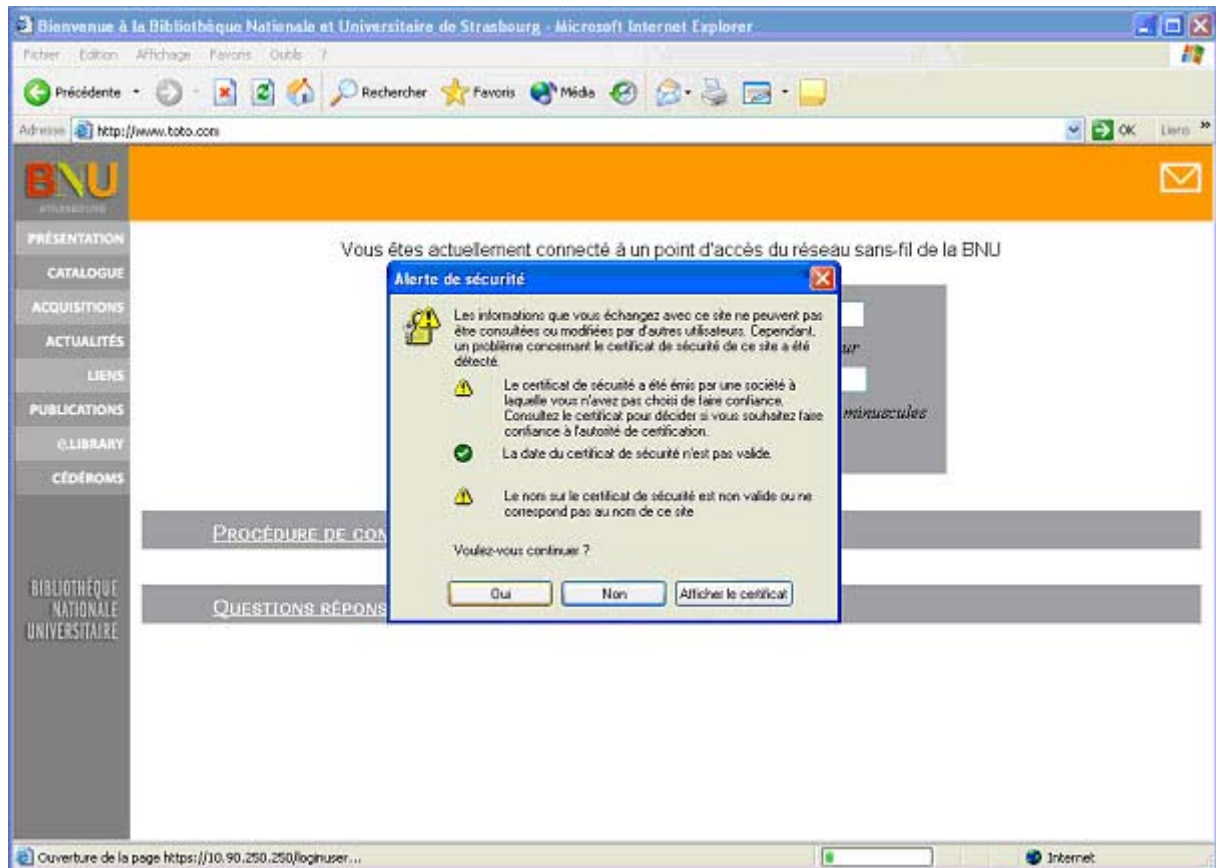 Bienvenue à la Bibliothèque Nationale et Universitaire de Strasbourg - Microsoft Internet Explorer
Fichier Edition Affichage Favoris Outils ?
Précédente Rechercher Favoris Média
Adresse http://www.toto.com OK Liens »
BNU
STRASBOURG
PRÉSENTATION
CATALOGUE
ACQUISITIONS
ACTUALITÉS
LIENS
PUBLICATIONS
e.LIBRARY
CÉDÉROMS
BIBLIOTHÈQUE
NATIONALE
UNIVERSITAIRE
Vous êtes actuellement connecté à un point d'accès du réseau sans-fil de la BNU
Alerte de sécurité
Les informations que vous échangez avec ce site ne peuvent pas
être consultées ou modifiées par d'autres utilisateurs. Cependant,
un problème concernant le certificat de sécurité de ce site a été
détecté.
Le certificat de sécurité a été émis par une société à
laquelle vous n'avez pas choisi de faire confiance.
Consultez le certificat pour décider si vous souhaitez faire
confiance à l'autorité de certification.
La date du certificat de sécurité n'est pas valide.
Le nom sur le certificat de sécurité est non valide ou ne
correspond pas au nom de ce site
Voulez-vous continuer ?
Oui Non Afficher le certificat
ur
minuscules
PROCÉDURE DE CON
QUESTIONS RÉPONS
Ouverture de la page https://10.90.250.250/loginuser... Internet